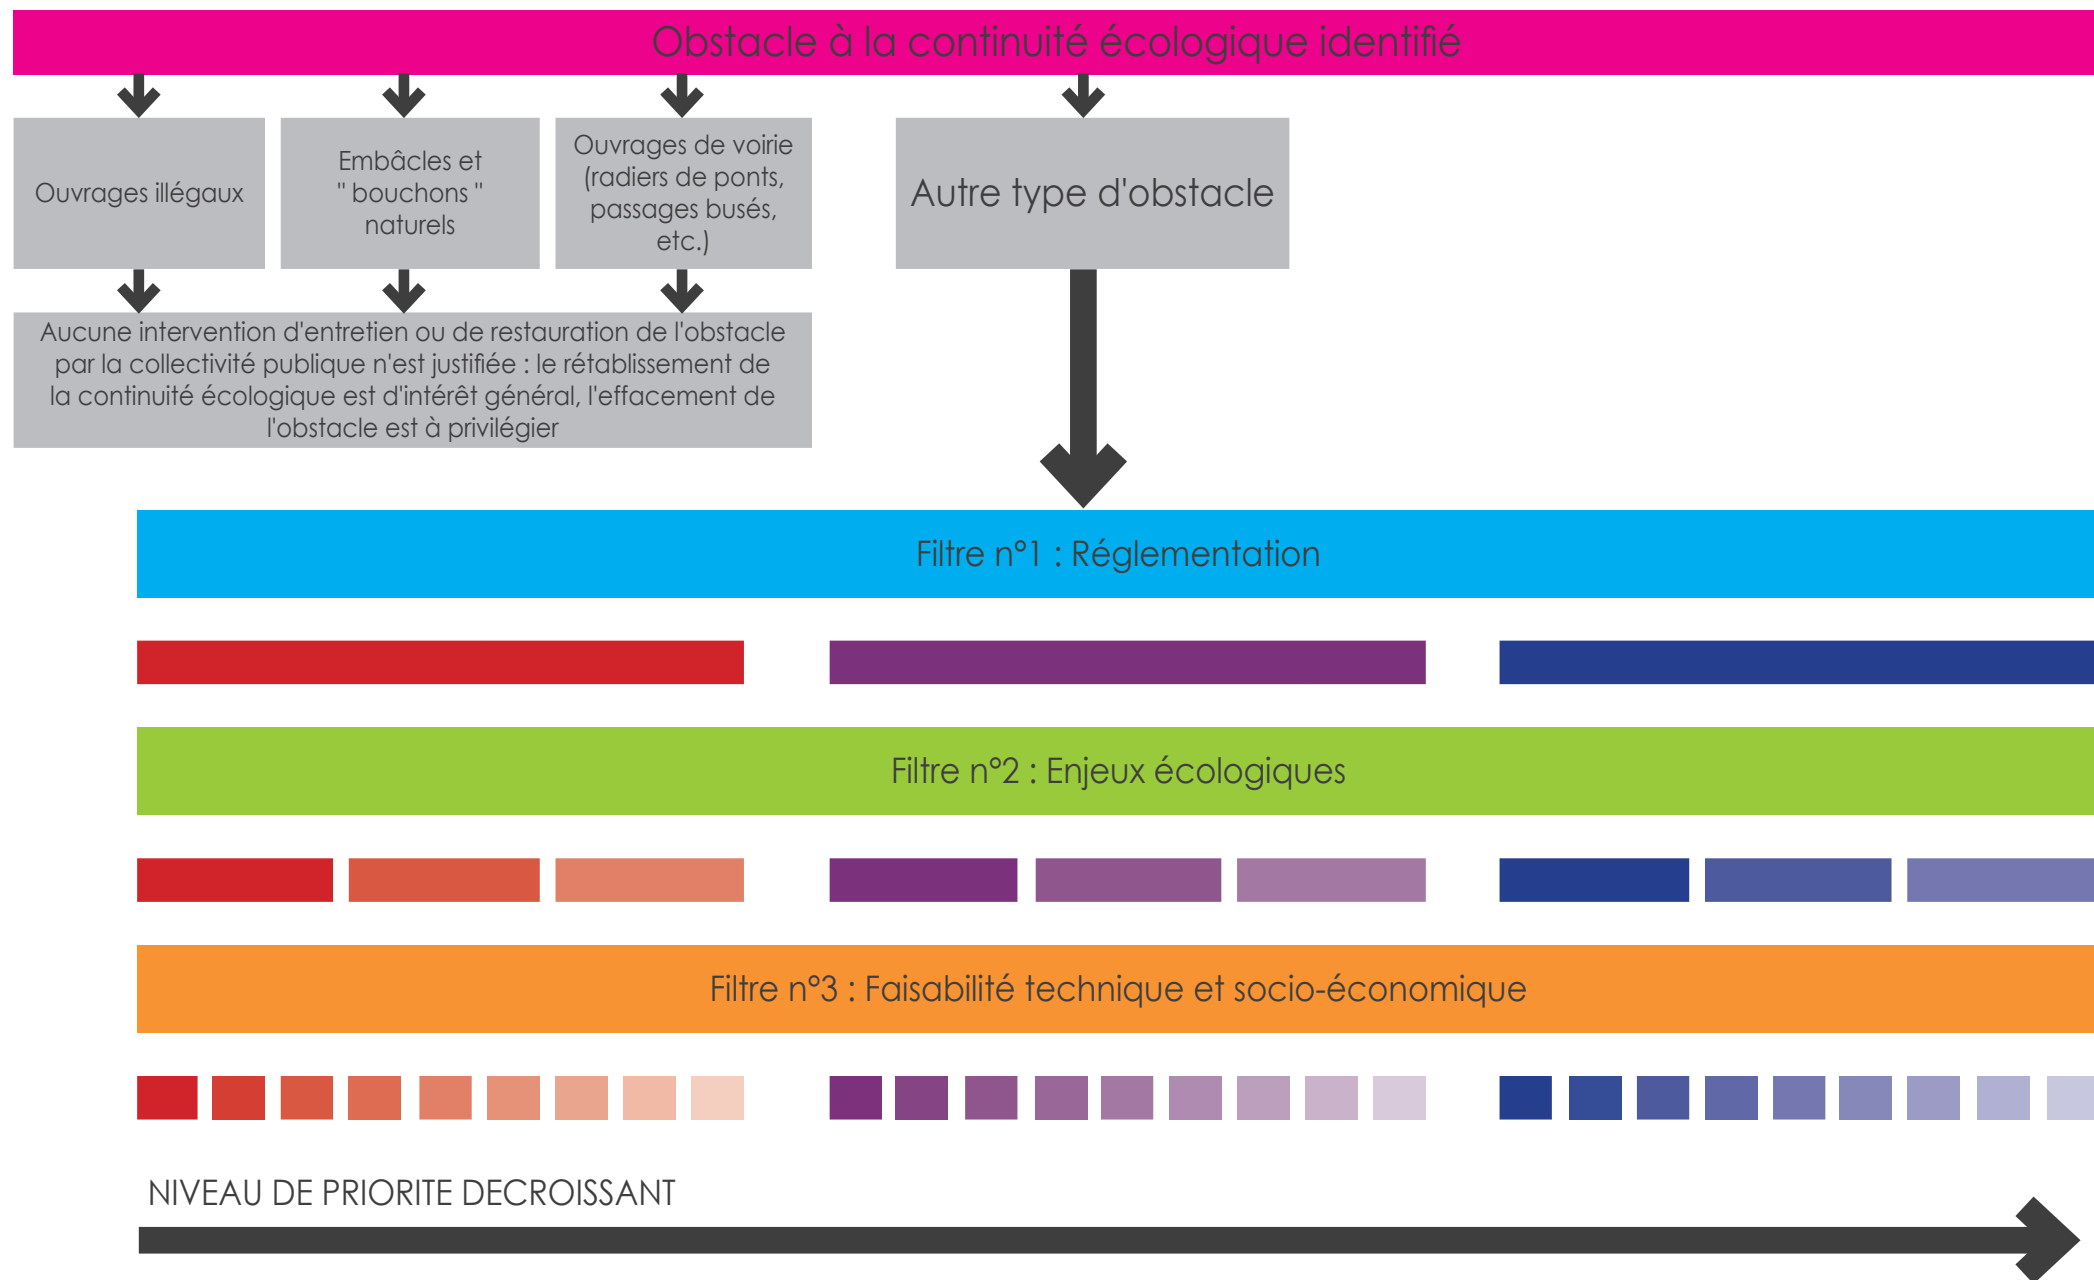 Obstacle à la continuité écologique identifié
Ouvrages illégaux
Embâcles et
" bouchons "
naturels
Ouvrages de voirie
(radiers de ponts,
passages busés,
etc.)
Autre type d'obstacle
Aucune intervention d'entretien ou de restauration de l'obstacle
par la collectivité publique n'est justifiée : le rétablissement de
la continuité écologique est d'intérêt général, l'effacement de
l'obstacle est à privilégier
Filtre n°1 : Réglementation
Filtre n°2 : Enjeux écologiques
Filtre n°3 : Faisabilité technique et socio-économique
NIVEAU DE PRIORITE DECROISSANT